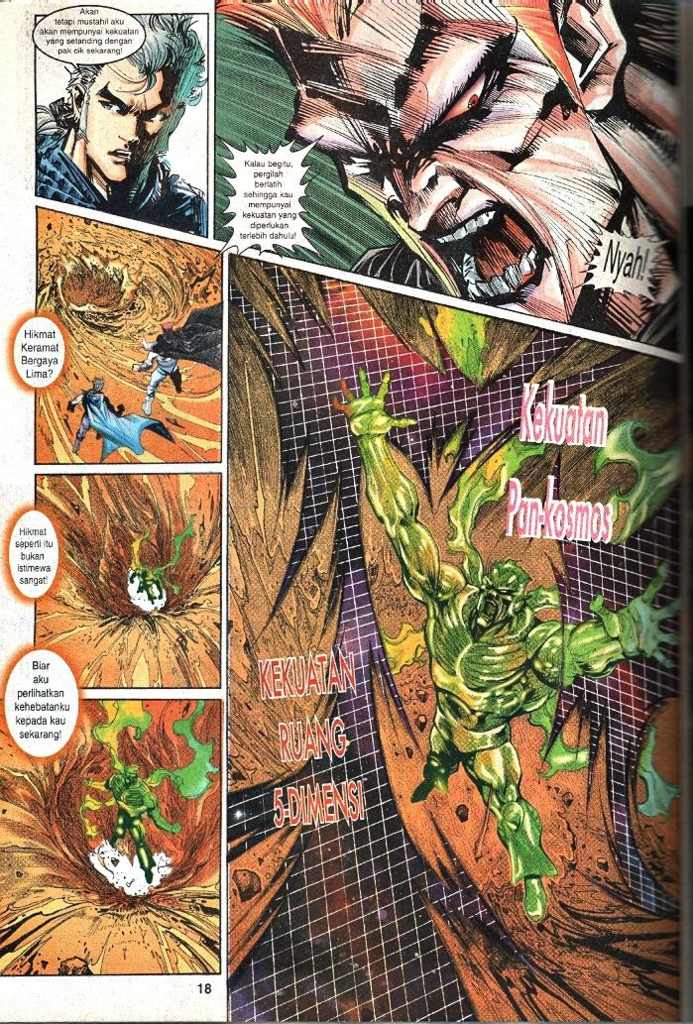 Akan
tetapi mustahil aku
akan mempunyai kekuatan
yang setanding dengan
pak cik sekarang!
Kalau begitu,
pergilah
berlatih
sehingga kau
mempunyai
kekuatan yang
diperlukan
terlebih dahulu!
Nyah!
Hikmat
Keramat
Bergaya
Lima?
Hikmat
seperti itu
bukan
istimewa
sangat!
Biar
aku
perlihatkan
kehebatanku
kepada kau
sekarang!
Kekuatan
Pan-kosmos
KEKUATAN
RUANG
5-DIMENSI
18